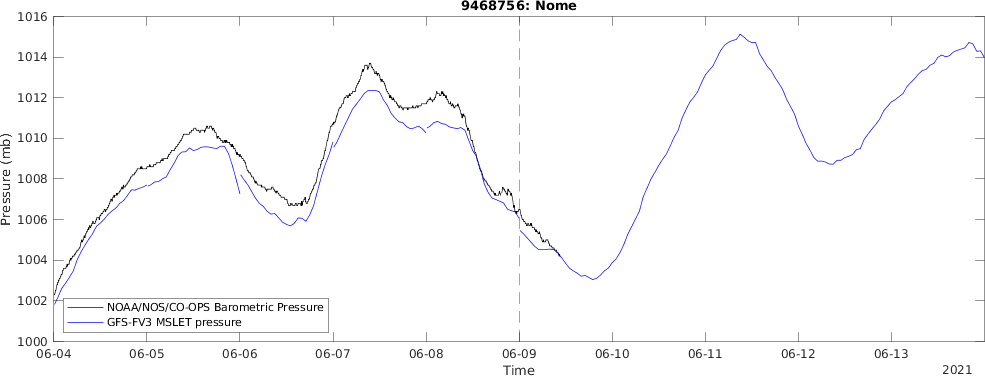 9468756: Nome
Pressure (mb)
1016
1014
1012
1010
1008
1006
1004
1002
1000
NOAA/NOS/CO-OPS Barometric Pressure
GFS-FV3 MSLET pressure
06-04 06-05 06-06 06-07 06-08 06-09 06-10 06-11 06-12 06-13
Time
2021